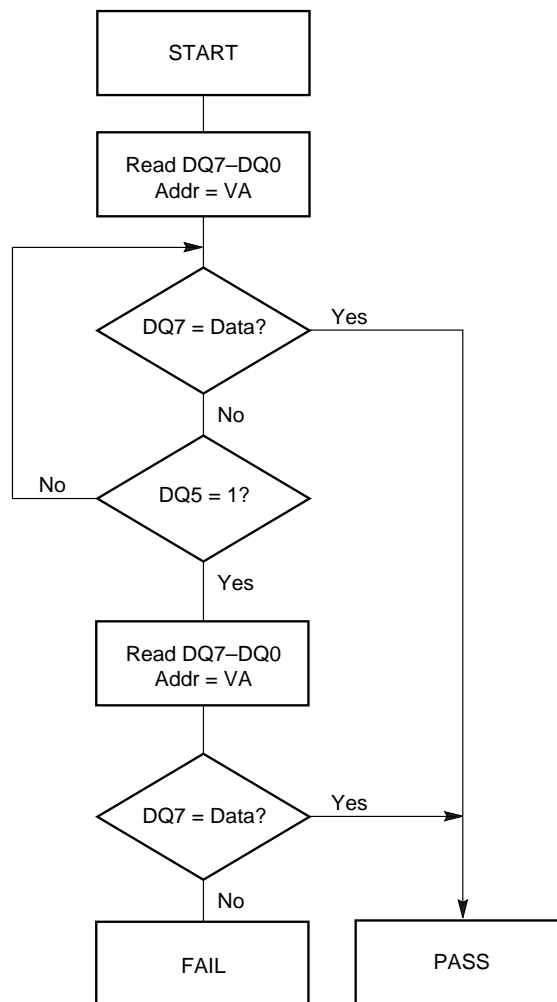 START
Read DQ7–DQ0
Addr = VA
DQ7 = Data?
Yes
No
No
DQ5 = 1?
Yes
Read DQ7–DQ0
Addr = VA
DQ7 = Data?
Yes
No
FAIL
PASS